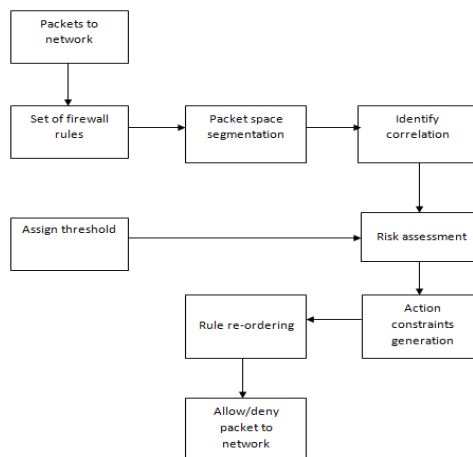 Packets to
network
Set of firewall
rules
Packet space
segmentation
Identify
correlation
Assign threshold
Risk assessment
Rule re-ordering
Action
constraints
generation
Allow/deny
packet to
network